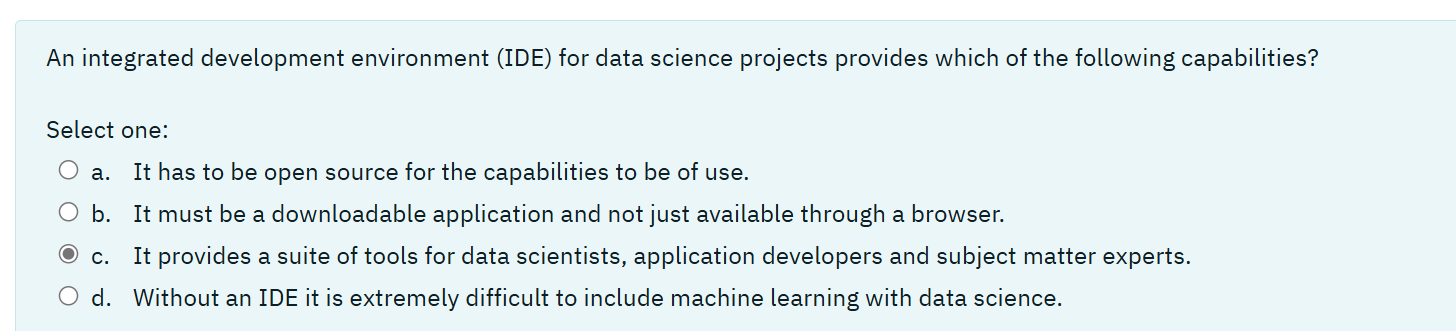 An integrated development environment (IDE) for data science projects provides which of the following capabilities?
Select one:
a. It has to be open source for the capabilities to be of use.
b. It must be a downloadable application and not just available through a browser.
c. It provides a suite of tools for data scientists, application developers and subject matter experts.
d. Without an IDE it is extremely difficult to include machine learning with data science.